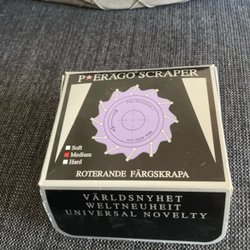 P★ERAGO SCRAPER
Soft
Medium
Hard
ROTERANDE FÄRGSKRAPA
VÄRLDSNYHET
WELTNEUHEIT
UNIVERSAL NOVELTY